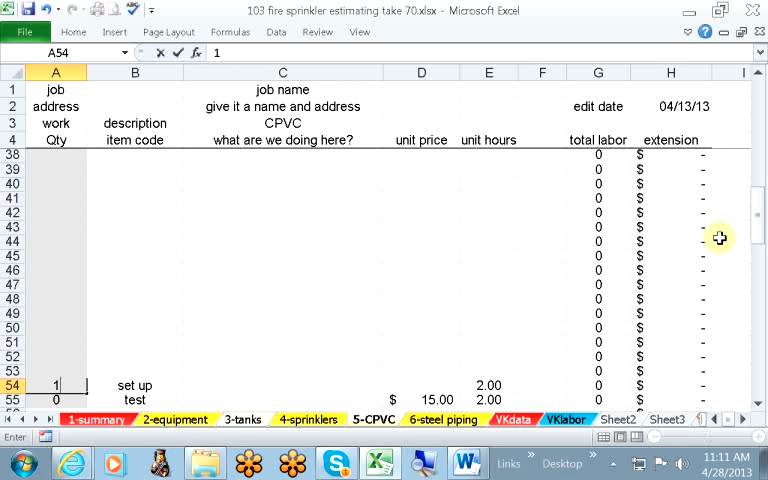 103 fire sprinkler estimating take 70.xlsx - Microsoft Excel
File Home Insert Page Layout Formulas Data Review View
A54 fx 1
A B C D E F G H I
1 job job name
2 address give it a name and address edit date 04/13/13
3 work description CPVC
4 Qty item code what are we doing here? unit price unit hours total labor extension
38 0 $ -
39 0 $ -
40 0 $ -
41 0 $ -
42 0 $ -
43 0 $ -
44 0 $ -
45 0 $ -
46 0 $ -
47 0 $ -
48 0 $ -
49 0 $ -
50 0 $ -
51 0 $ -
52 0 $ -
53 0 $ -
54 1 set up 2.00 0 $ -
55 0 test $ 15.00 2.00 0 $ -
1-summary 2-equipment 3-tanks 4-sprinklers 5-CPVC 6-steel piping VKdata VKlabor Sheet2 Sheet3
Enter
Links » Desktop » 11:11 AM
4/28/2013